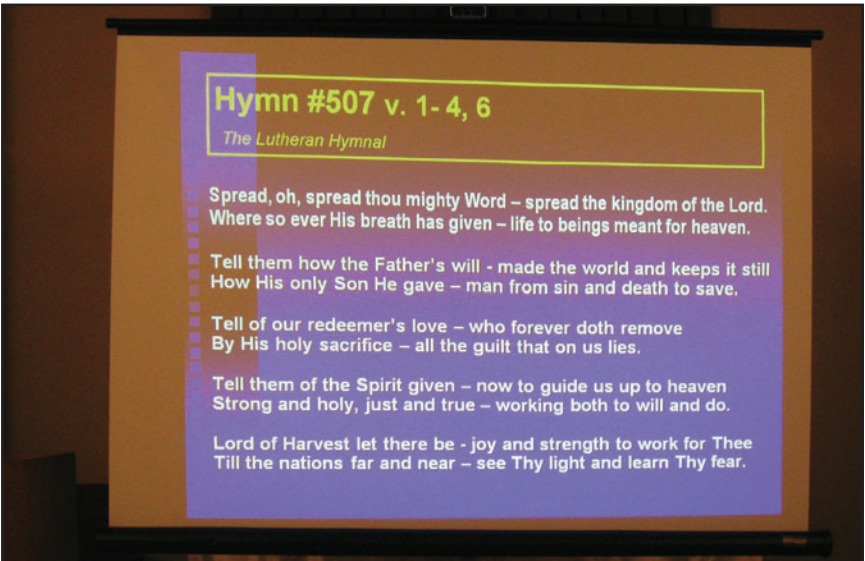 Hymn #507 v. 1- 4, 6
The Lutheran Hymnal
Spread, oh, spread thou mighty Word – spread the kingdom of the Lord.
Where so ever His breath has given – life to beings meant for heaven.
Tell them how the Father's will - made the world and keeps it still
How His only Son He gave – man from sin and death to save.
Tell of our redeemer's love – who forever doth remove
By His holy sacrifice – all the guilt that on us lies.
Tell them of the Spirit given – now to guide us up to heaven
Strong and holy, just and true – working both to will and do.
Lord of Harvest let there be - joy and strength to work for Thee
Till the nations far and near – see Thy light and learn Thy fear.